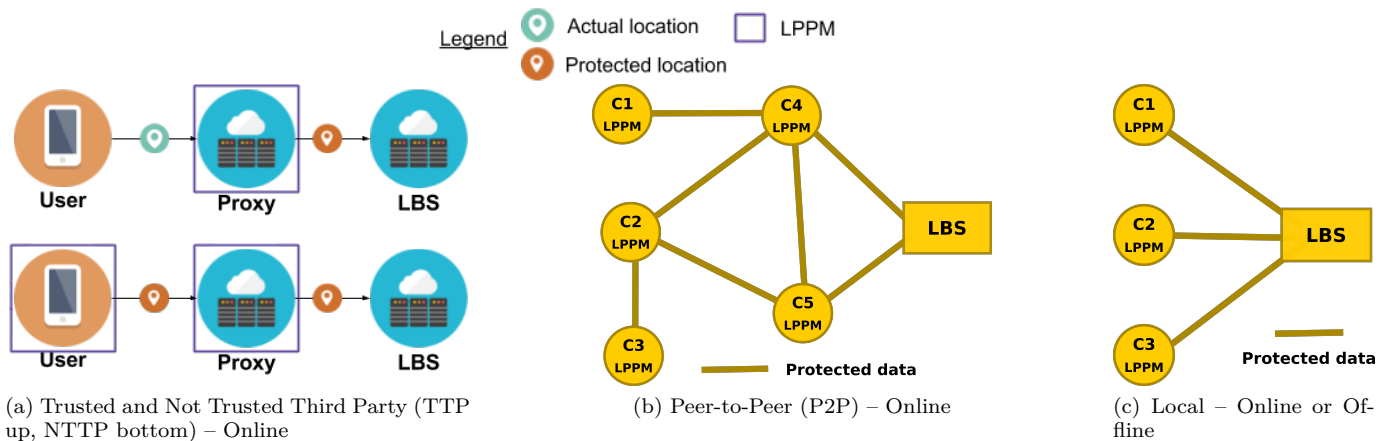 Legend
Actual location
LPPM
Protected location
User
Proxy
LBS
User
Proxy
LBS
(a) Trusted and Not Trusted Third Party (TTP
up, NTTP bottom) – Online
C1
LPPM
C4
LPPM
C2
LPPM
LBS
C5
LPPM
C3
LPPM
Protected data
(b) Peer-to-Peer (P2P) – Online
C1
LPPM
C2
LPPM
LBS
C3
LPPM
Protected data
(c) Local – Online or Of-
fline